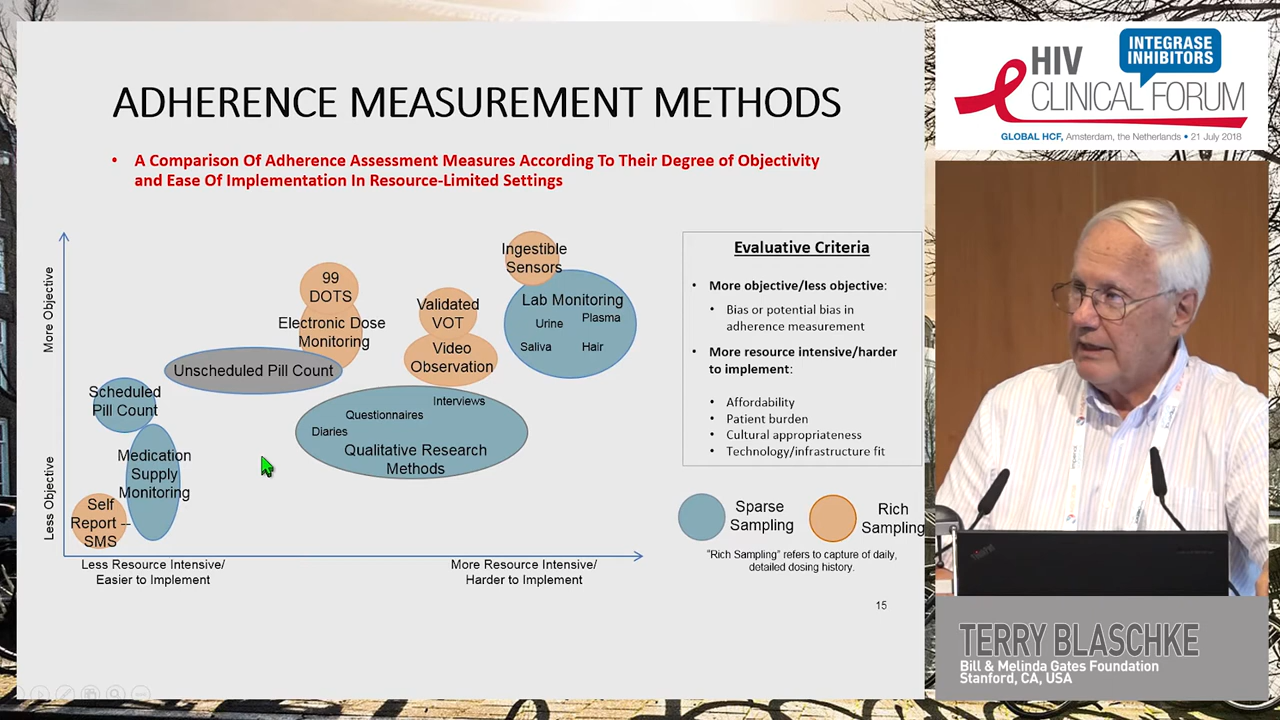 ADHERENCE MEASUREMENT METHODS
• A Comparison Of Adherence Assessment Measures According To Their Degree of Objectivity
and Ease Of Implementation In Resource-Limited Settings
More Objective
Less Objective
Ingestible
Sensors
99
DOTS
Electronic Dose
Monitoring
Validated
VOT
Video
Observation
Lab Monitoring
Urine
Plasma
Saliva
Hair
Unscheduled Pill Count
Scheduled
Pill Count
Interviews
Questionnaires
Diaries
Qualitative Research
Methods
Medication
Supply
Monitoring
Self
Report –
SMS
Less Resource Intensive/
Easier to Implement
More Resource Intensive/
Harder to Implement
Evaluative Criteria
• More objective/less objective:
• Bias or potential bias in
adherence measurement
• More resource intensive/harder
to implement:
• Affordability
• Patient burden
• Cultural appropriateness
• Technology/infrastructure fit
Sparse
Sampling
Rich
Sampling
"Rich Sampling" refers to capture of daily,
detailed dosing history.
15
HIV
INTEGRASE
INHIBITORS
CLINICAL FORUM
GLOBAL HCF, Amsterdam, the Netherlands • 21 July 2018
ThinkPad
TERRY BLASCHKE
Bill & Melinda Gates Foundation
Stanford, CA, USA